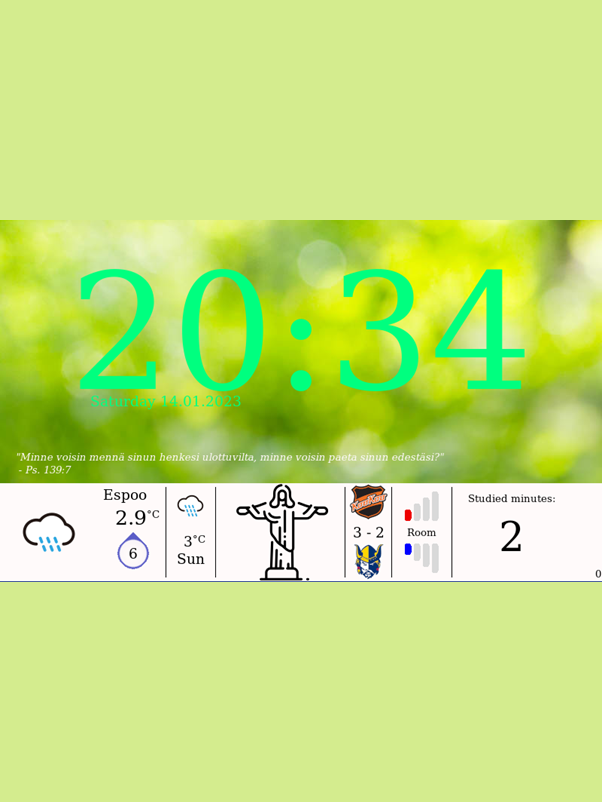 20:34
Saturday 14.01.2023
"Minne voisin mennä sinun henkesi ulottuvilta, minne voisin paeta sinun edestäsi?"
- Ps. 139:7
Espoo
2.9°C
6
3°C
Sun
3 - 2
Room
Studied minutes:
2
0